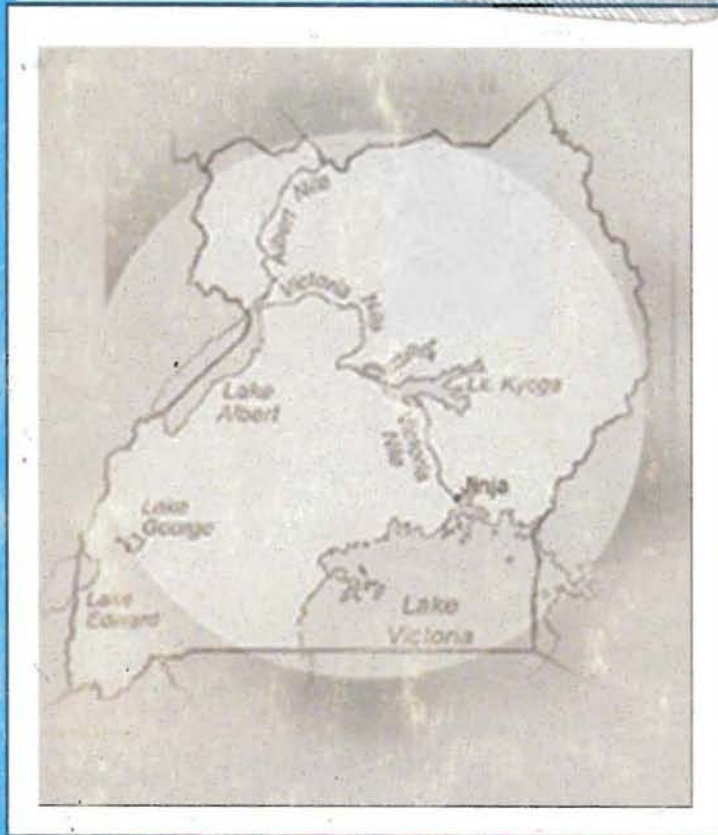 Albert Nile
Victoria Nile
Lake
Albert
Lk. Kyoga
Victoria
Nile
Jinja
Lake
George
Lake
Edward
Lake
Victoria